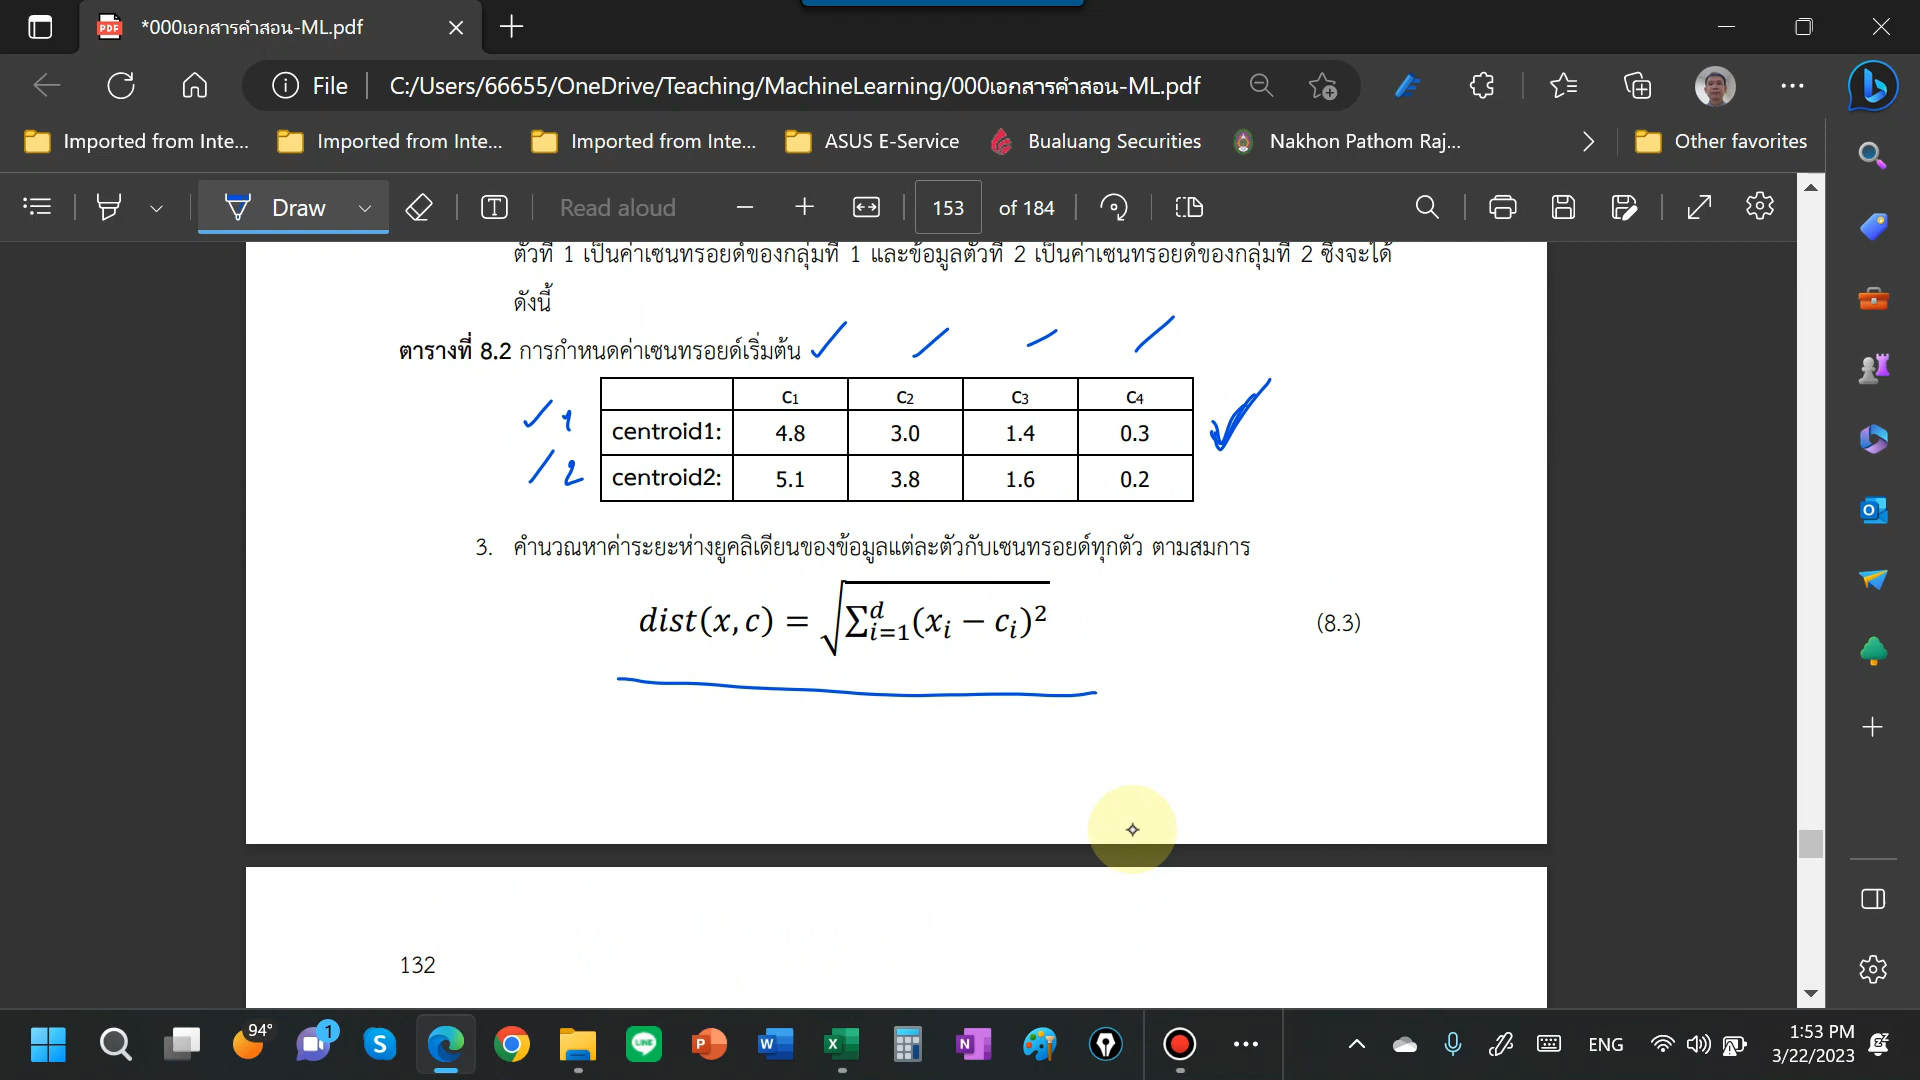 *000เอกสารคำสอน-ML.pdf
File
C:/Users/66655/OneDrive/Teaching/MachineLearning/000เอกสารคำสอน-ML.pdf
Imported from Inte...
Imported from Inte...
Imported from Inte...
ASUS E-Service
Bualuang Securities
Nakhon Pathom Raj...
Other favorites
Draw
Read aloud
153 of 184
ตัวที่ 1 เป็นค่าเซนทรอยด์ของกลุ่มที่ 1 และข้อมูลตัวที่ 2 เป็นค่าเซนทรอยด์ของกลุ่มที่ 2 ซึ่งจะได้
ดังนี้
ตารางที่ 8.2 การกำหนดค่าเซนทรอยด์เริ่มต้น
c1 c2 c3 c4
1 centroid1: 4.8 3.0 1.4 0.3
2 centroid2: 5.1 3.8 1.6 0.2
3. คำนวณหาค่าระยะห่างยูคลิเดียนของข้อมูลแต่ละตัวกับเซนทรอยด์ทุกตัว ตามสมการ
dist(x, c) = √∑ᵈᵢ₌₁(xᵢ − cᵢ)² (8.3)
132
94°
1
ENG
1:53 PM
3/22/2023